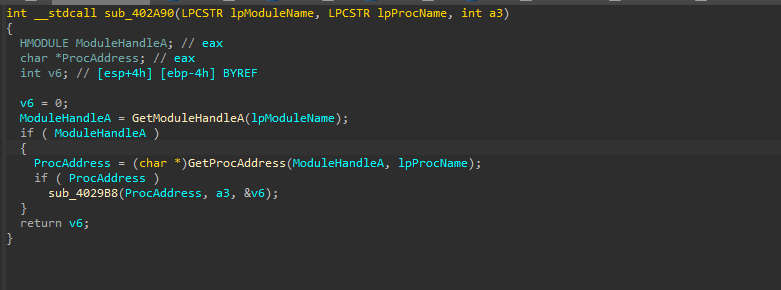 int __stdcall sub_402A90(LPCSTR lpModuleName, LPCSTR lpProcName, int a3)
{
HMODULE ModuleHandleA; // eax
char *ProcAddress; // eax
int v6; // [esp+4h] [ebp-4h] BYREF
v6 = 0;
ModuleHandleA = GetModuleHandleA(lpModuleName);
if ( ModuleHandleA )
{
ProcAddress = (char *)GetProcAddress(ModuleHandleA, lpProcName);
if ( ProcAddress )
sub_4029B8(ProcAddress, a3, &v6);
}
return v6;
}